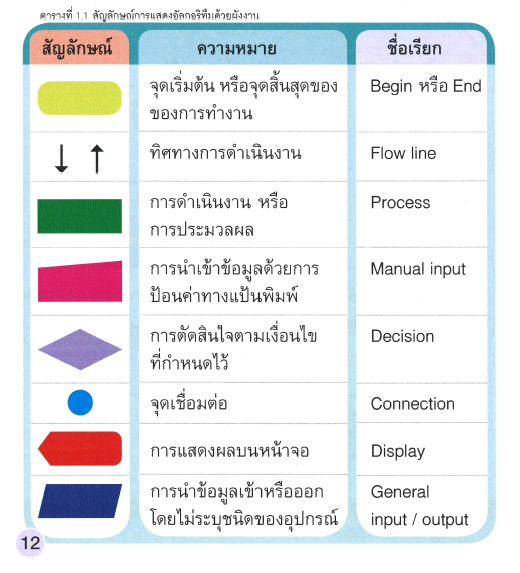 ตารางที่ 1.1 สัญลักษณ์การแสดงอัลกอริทึมด้วยผังงาน
สัญลักษณ์ ความหมาย ชื่อเรียก
จุดเริ่มต้น หรือจุดสิ้นสุดของ Begin หรือ End
ของการทำงาน
ทิศทางการดำเนินงาน Flow line
การดำเนินงาน หรือ Process
การประมวลผล
การนำเข้าข้อมูลด้วยการ Manual input
ป้อนค่าทางแป้นพิมพ์
การตัดสินใจตามเงื่อนไข Decision
ที่กำหนดไว้
จุดเชื่อมต่อ Connection
การแสดงผลบนหน้าจอ Display
การนำข้อมูลเข้าหรือออก General
โดยไม่ระบุชนิดของอุปกรณ์ input / output
12